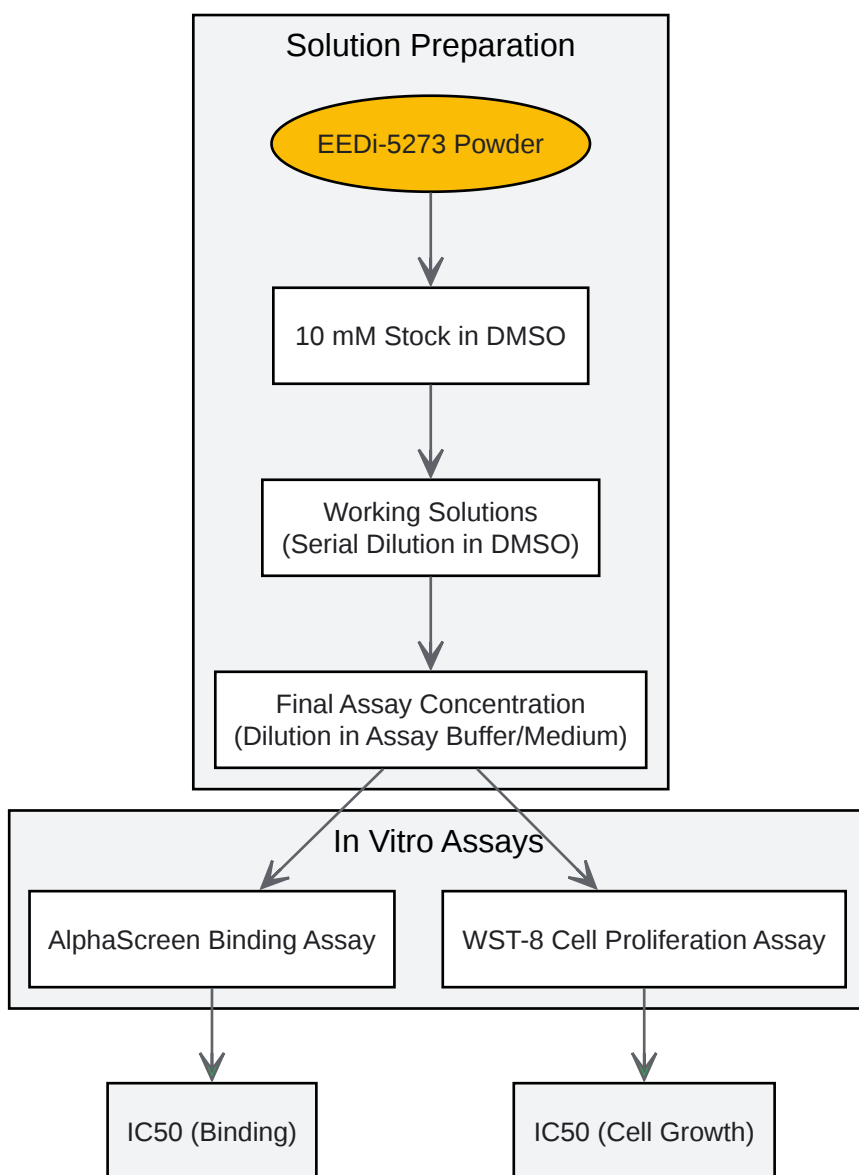 Solution Preparation
EEDi-5273 Powder
10 mM Stock in DMSO
Working Solutions
(Serial Dilution in DMSO)
Final Assay Concentration
(Dilution in Assay Buffer/Medium)
In Vitro Assays
AlphaScreen Binding Assay
WST-8 Cell Proliferation Assay
IC50 (Binding)
IC50 (Cell Growth)